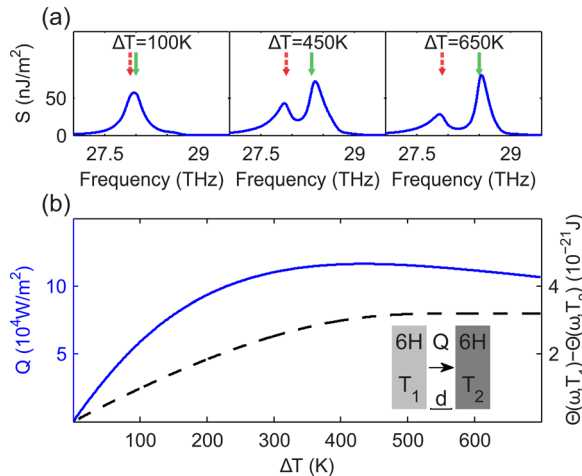 (a)
ΔT=100K ΔT=450K ΔT=650K
S (nJ/m²)
50
0
27.5 29 27.5 29 27.5 29
Frequency (THz) Frequency (THz) Frequency (THz)
(b)
Q (10⁴W/m²)
10
5
4
2
0
Θ(ω,T₁)−Θ(ω,T₂) (10⁻²¹J)
6H Q 6H
T₁ d T₂
100 200 300 400 500 600
ΔT (K)